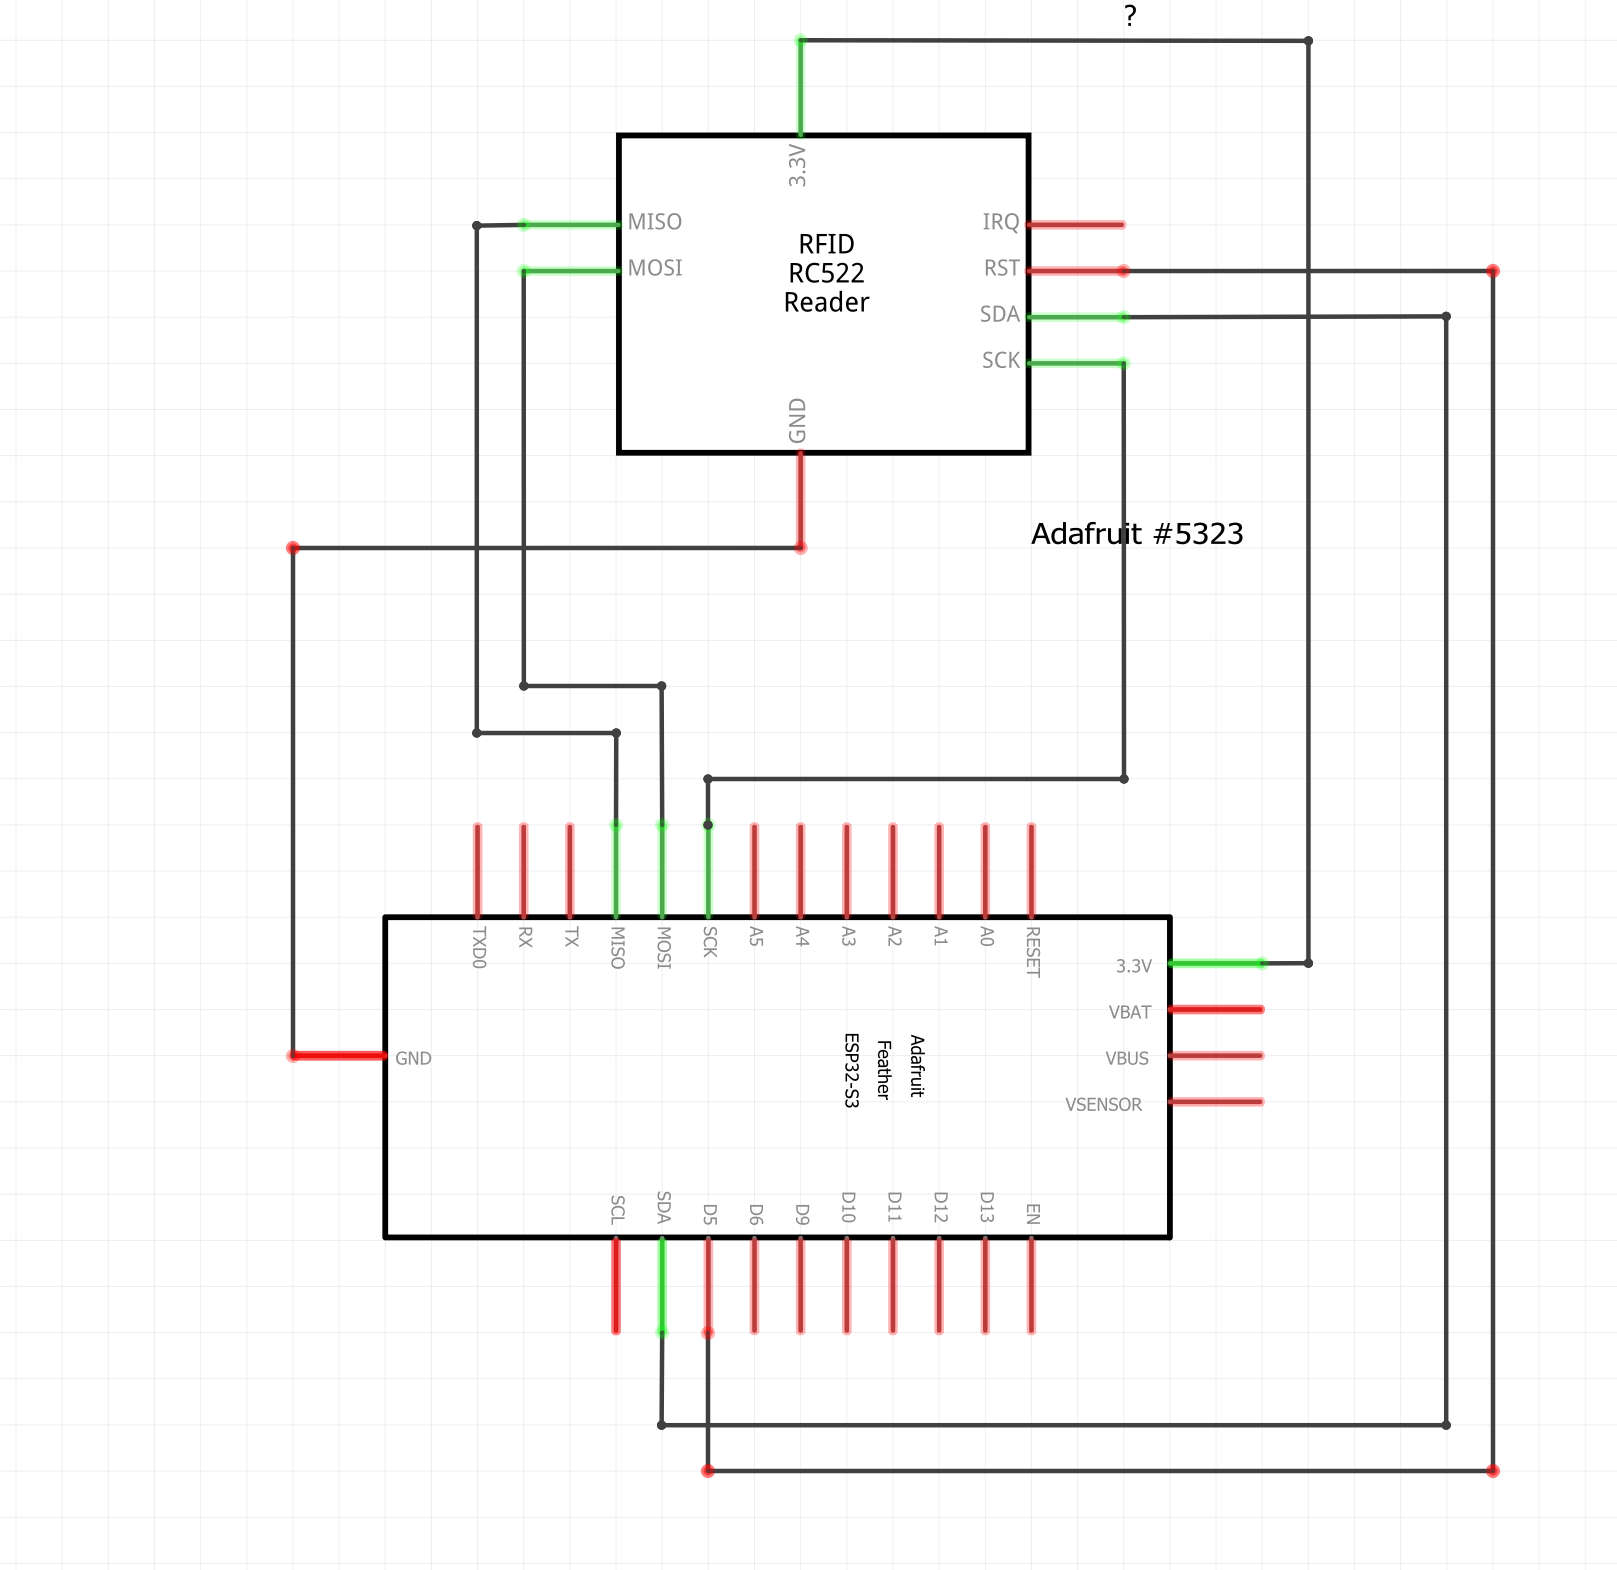 ?
3.3V
MISO
IRQ
MOSI
RST
RFID
RC522
Reader
SDA
SCK
GND
Adafruit #5323
TXD0
RX
TX
MISO
MOSI
SCK
A5
A4
A3
A2
A1
A0
RESET
3.3V
VBAT
VBUS
VSENSOR
GND
Adafruit
Feather
ESP32-S3
SCL
SDA
D5
D6
D9
D10
D11
D12
D13
EN